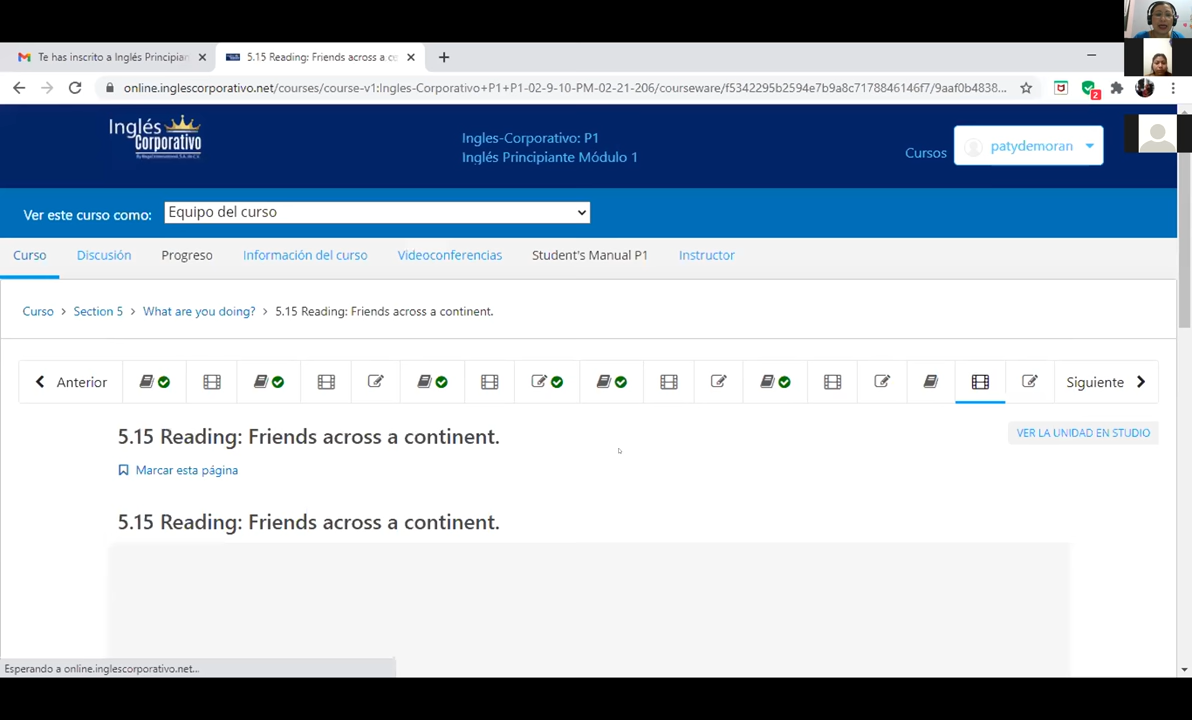 Te has inscrito a Inglés Principian
5.15 Reading: Friends across a co
online.inglescorporativo.net/courses/course-v1:Ingles-Corporativo+P1+P1-02-9-10-PM-02-21-206/courseware/f5342295b2594e7b9a8c7178846146f7/9aaf0b4838...
2
Inglés
Corporativo
Ingles-Corporativo: P1
Inglés Principiante Módulo 1
Cursos
patydemoran
Ver este curso como:
Equipo del curso
Curso
Discusión
Progreso
Información del curso
Videoconferencias
Student's Manual P1
Instructor
Curso > Section 5 > What are you doing? > 5.15 Reading: Friends across a continent.
Anterior
Siguiente
5.15 Reading: Friends across a continent.
VER LA UNIDAD EN STUDIO
Marcar esta página
5.15 Reading: Friends across a continent.
Esperando a online.inglescorporativo.net...